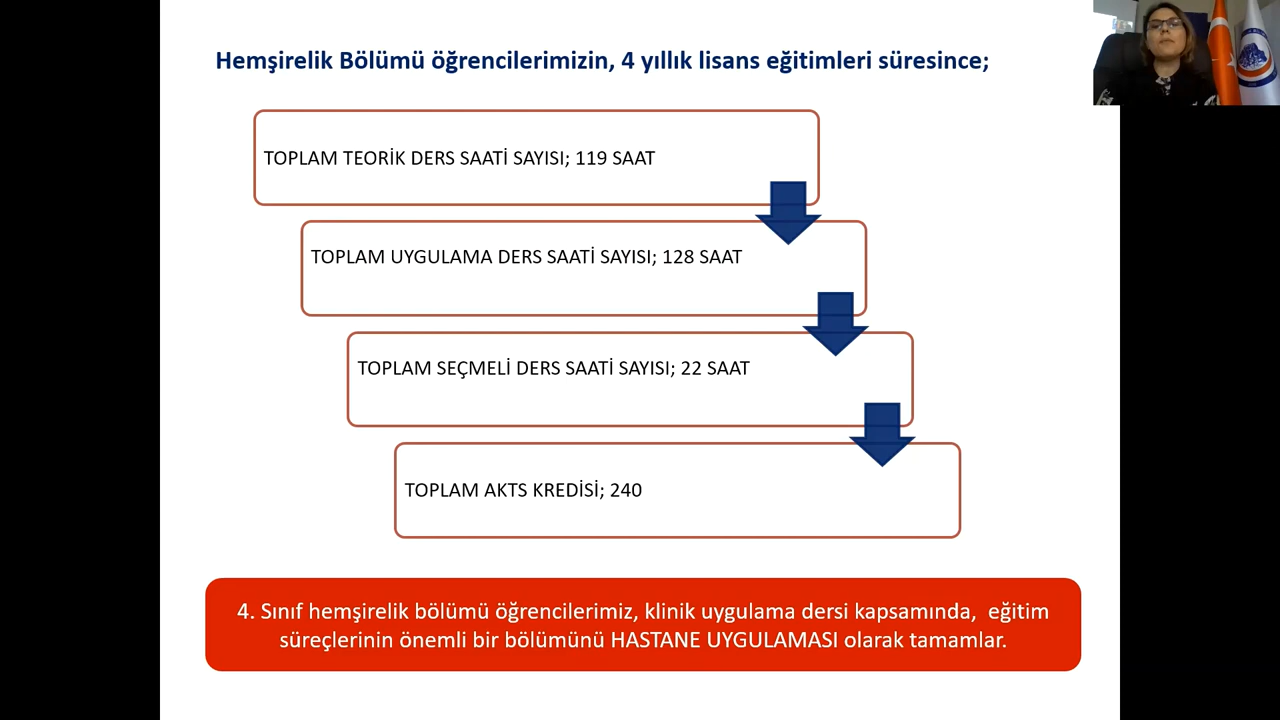 Hemşirelik Bölümü öğrencilerimizin, 4 yıllık lisans eğitimleri süresince;
TOPLAM TEORİK DERS SAATİ SAYISI; 119 SAAT
TOPLAM UYGULAMA DERS SAATİ SAYISI; 128 SAAT
TOPLAM SEÇMELİ DERS SAATİ SAYISI; 22 SAAT
TOPLAM AKTS KREDİSİ; 240
4. Sınıf hemşirelik bölümü öğrencilerimiz, klinik uygulama dersi kapsamında, eğitim
süreçlerinin önemli bir bölümünü HASTANE UYGULAMASI olarak tamamlar.